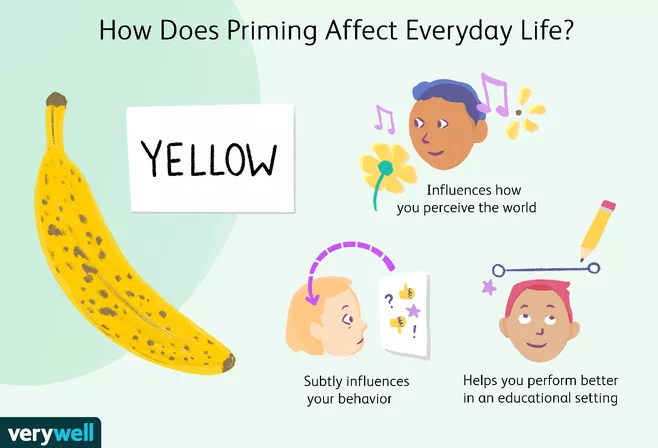 How Does Priming Affect Everyday Life?
YELLOW
Influences how
you perceive the world
?
!
Subtly influences
your behavior
Helps you perform better
in an educational setting
verywell